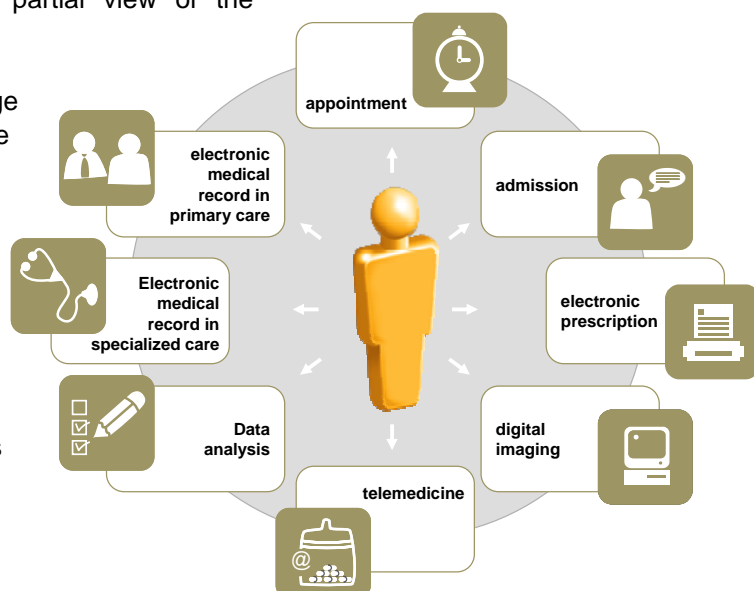 partial view of the
ge
e
s
appointment
admission
electronic
prescription
digital
imaging
telemedicine
@
Data
analysis
Electronic
medical
record in
specialized care
electronic
medical
record in
primary care